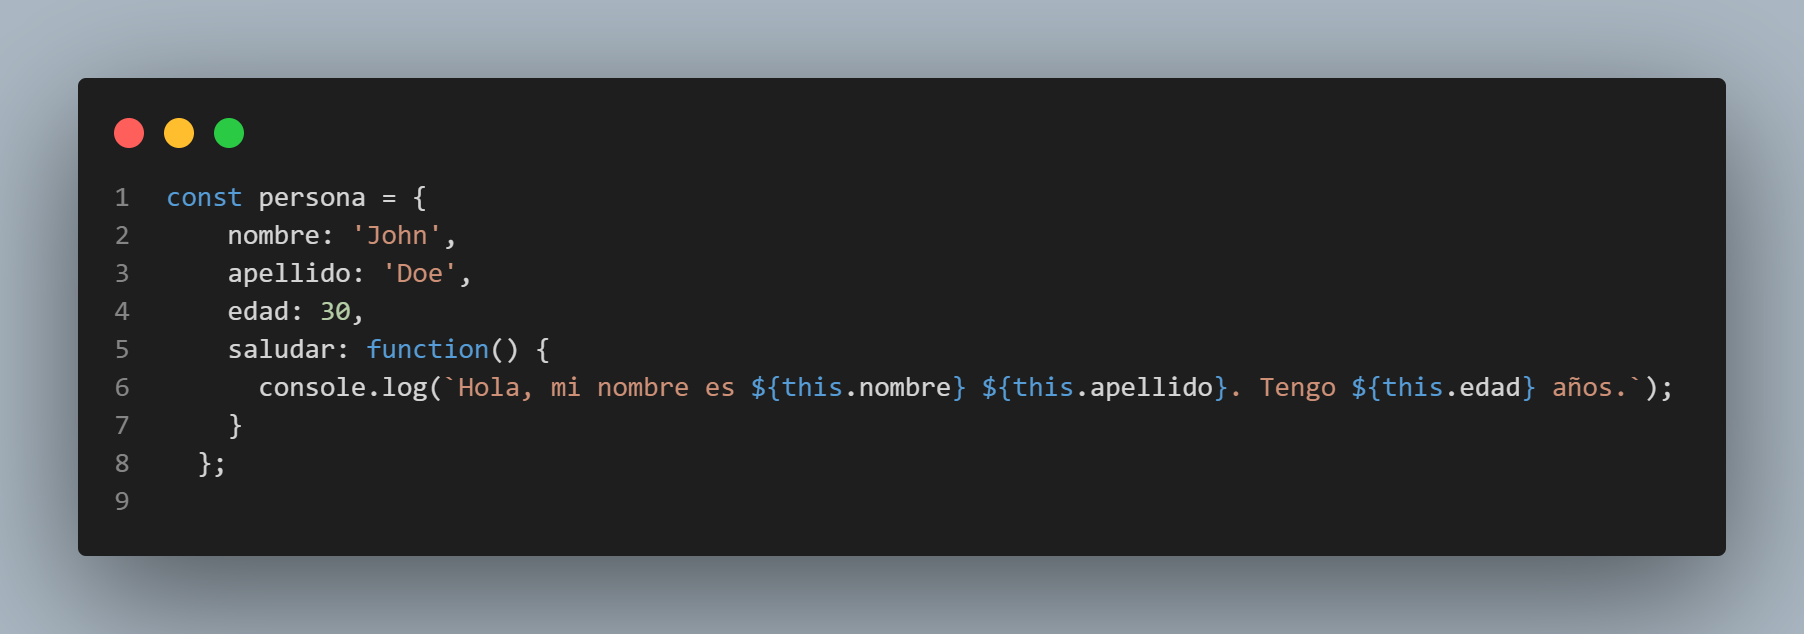 1 const persona = {
2 nombre: 'John',
3 apellido: 'Doe',
4 edad: 30,
5 saludar: function() {
6 console.log(`Hola, mi nombre es ${this.nombre} ${this.apellido}. Tengo ${this.edad} años.`);
7 }
8 };
9